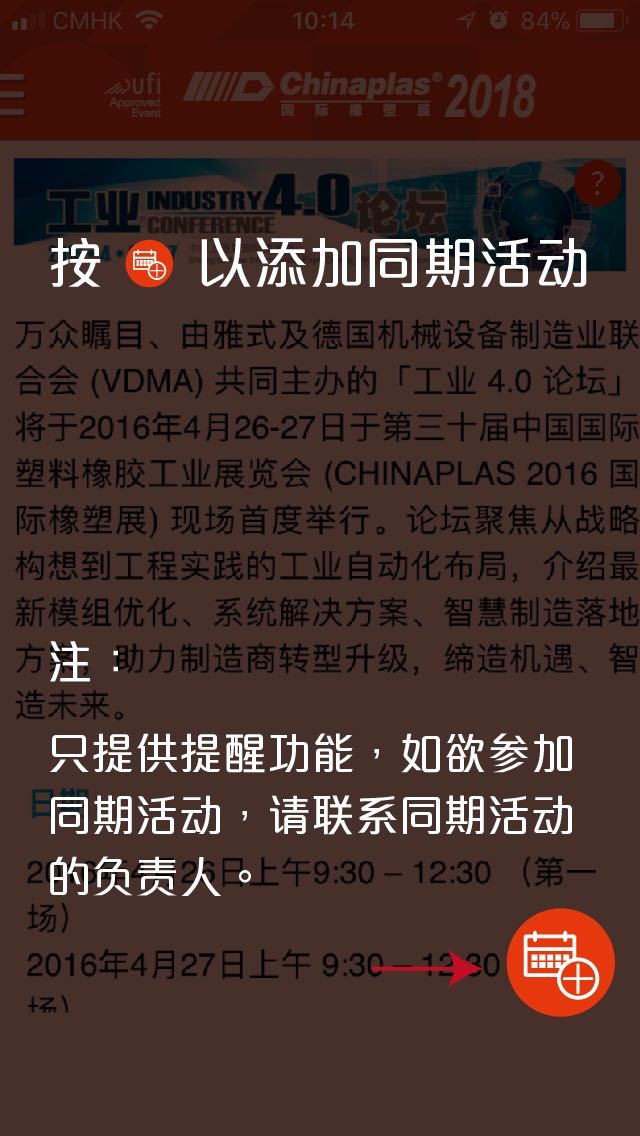 CMHK 10:14 84%
ufi
Approved
Event
Chinaplas® 2018
国际橡塑展
工业 INDUSTRY 4.0 论坛
CONFERENCE
?
按 以添加同期活动
万众瞩目、由雅式及德国机械设备制造业联
合会 (VDMA) 共同主办的「工业 4.0 论坛」
将于2016年4月26-27日于第三十届中国国际
塑料橡胶工业展览会 (CHINAPLAS 2016 国
际橡塑展) 现场首度举行。论坛聚焦从战略
构想到工程实践的工业自动化布局，介绍最
新模组优化、系统解决方案、智慧制造落地
方案，助力制造商转型升级，缔造机遇、智
造未来。
注：
只提供提醒功能，如欲参加
同期活动，请联系同期活动
的负责人。
日期
2016年4月26日上午9:30 – 12:30 （第一
场）
2016年4月27日上午 9:30 – 12:30
场）